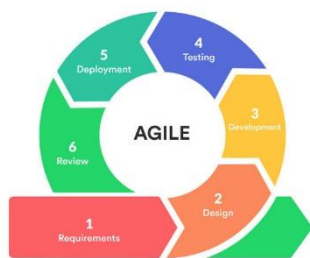 5
Deployment
4
Testing
3
Development
AGILE
6
Review
2
Design
1
Requirements